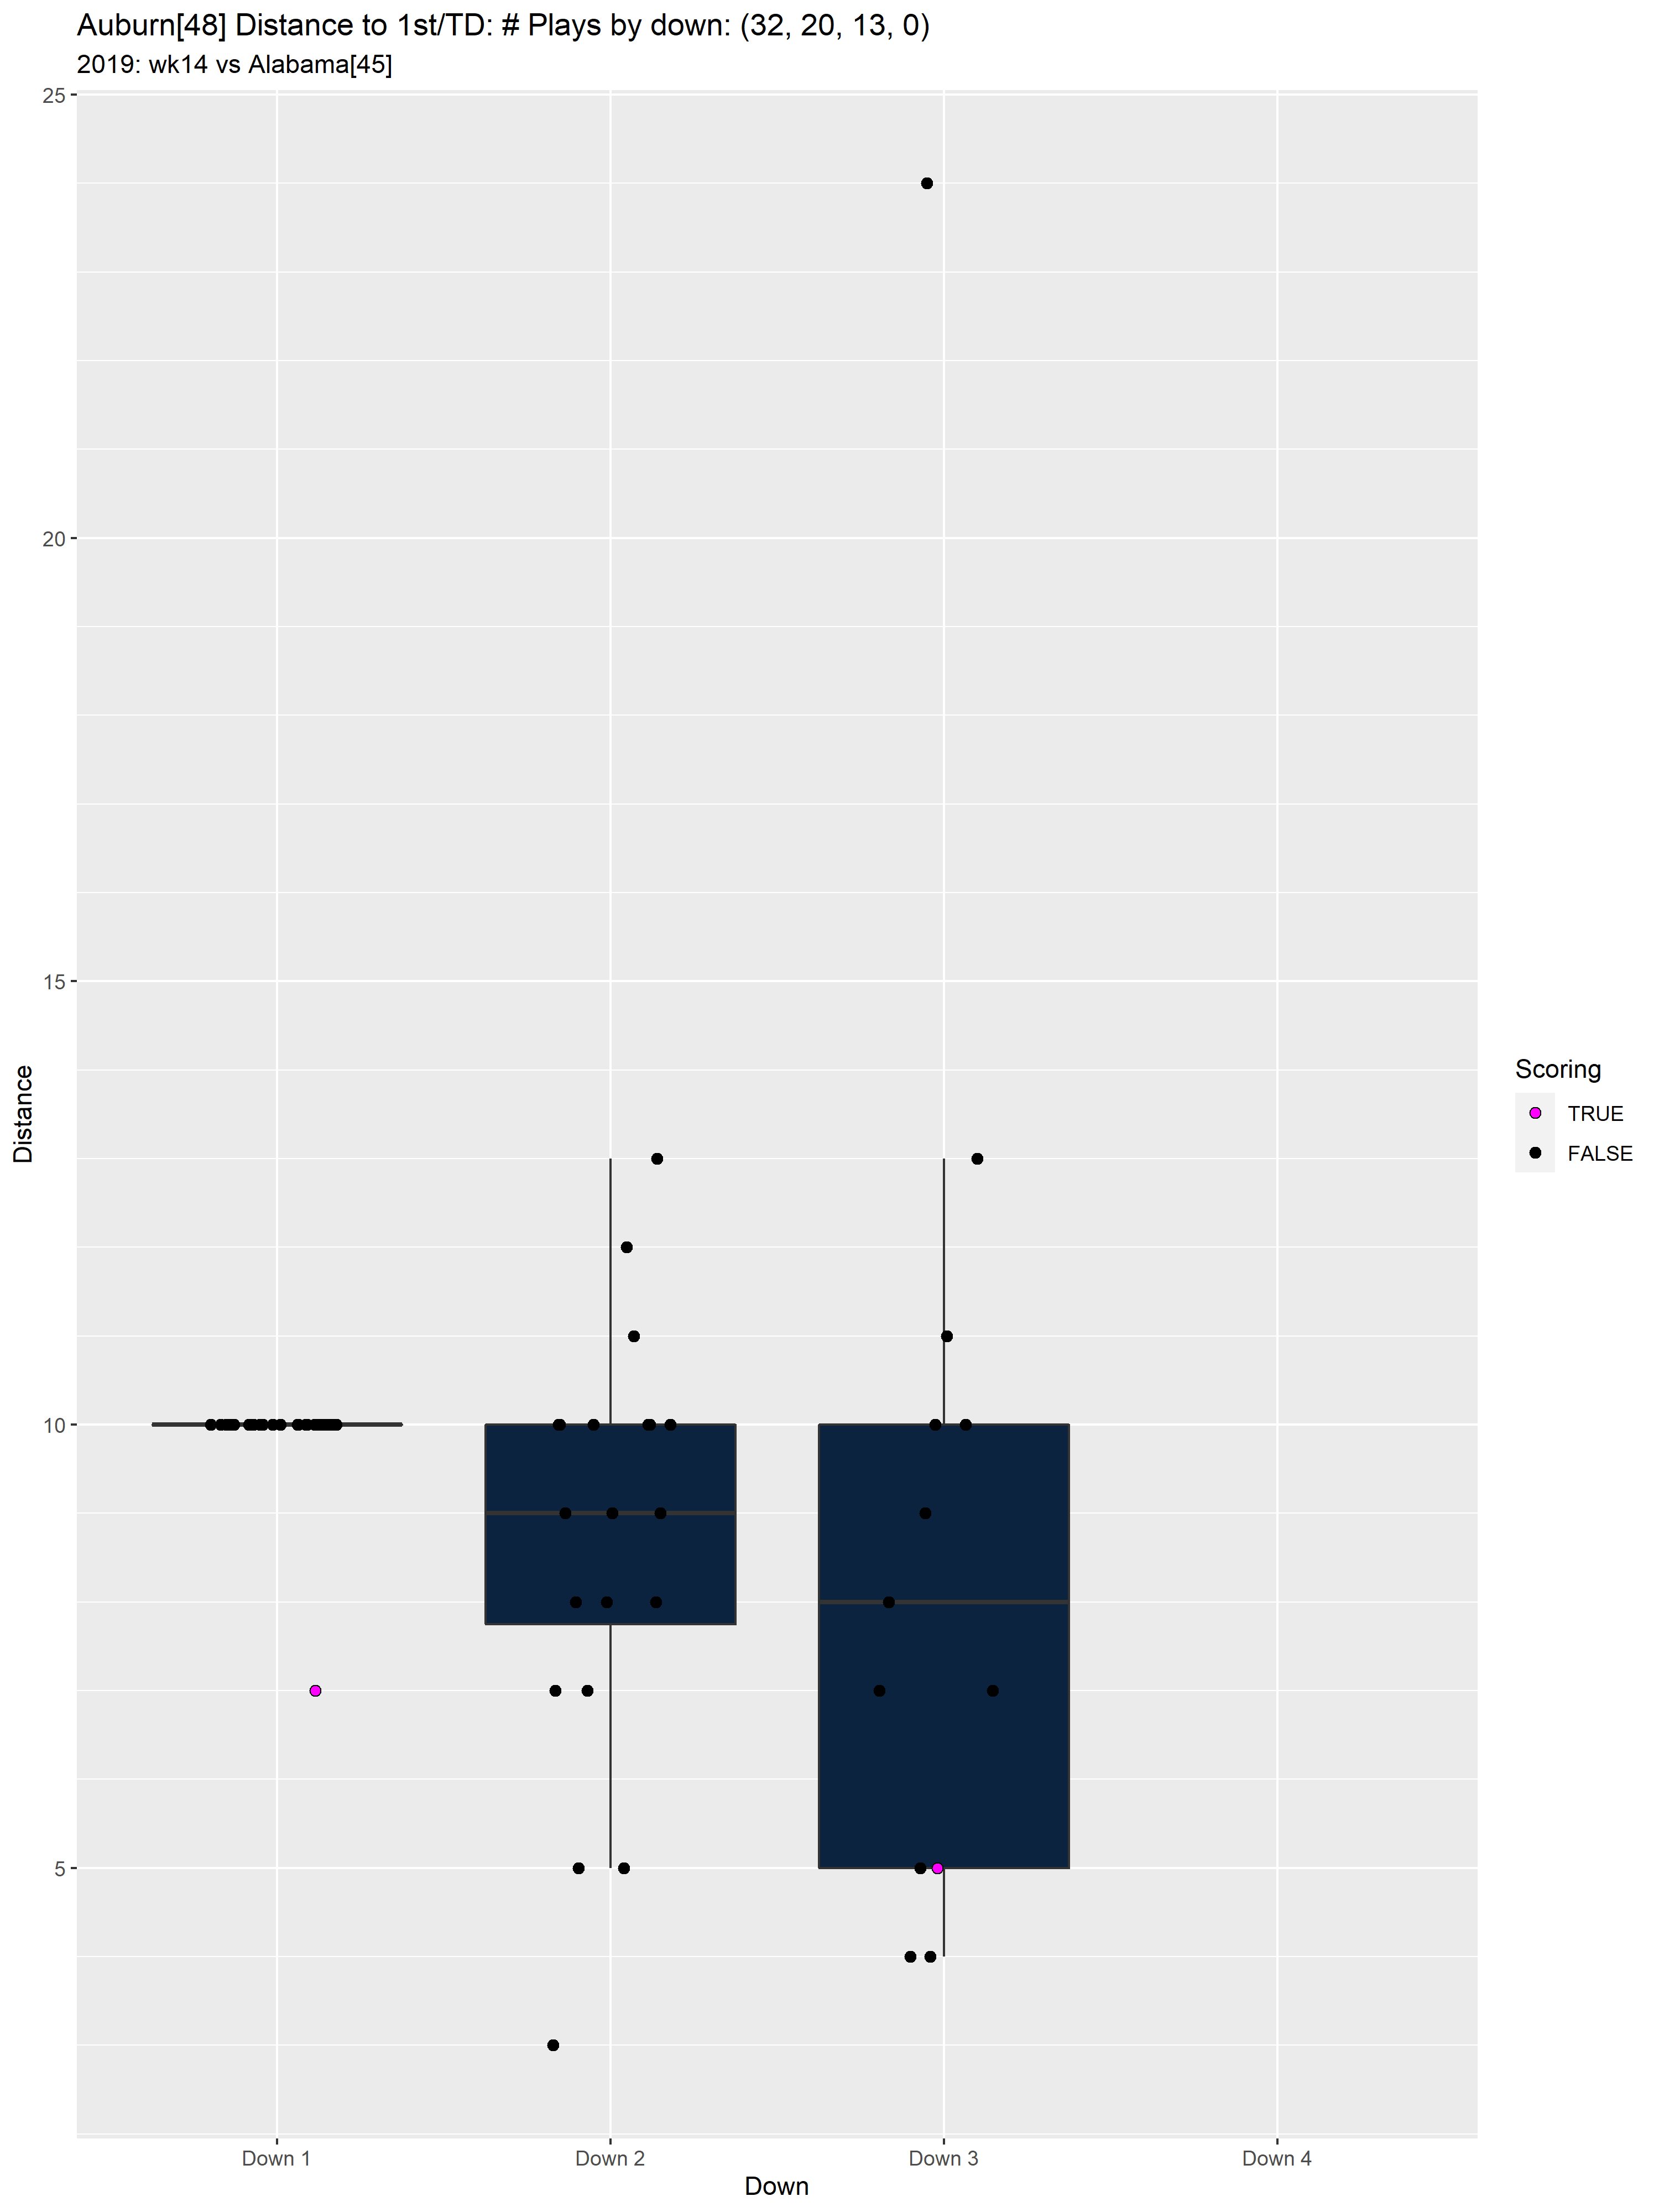 Auburn[48] Distance to 1st/TD: # Plays by down: (32, 20, 13, 0)
2019: wk14 vs Alabama[45]
25
20
15
10
5
Distance
Down 1
Down 2
Down 3
Down 4
Down
Scoring
TRUE
FALSE